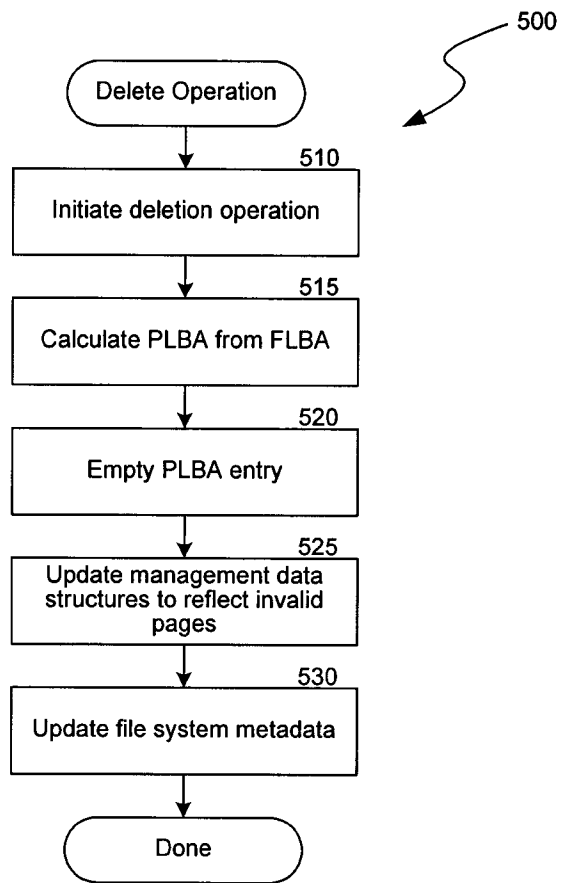 500
Delete Operation
510
Initiate deletion operation
515
Calculate PLBA from FLBA
520
Empty PLBA entry
525
Update management data
structures to reflect invalid
pages
530
Update file system metadata
Done